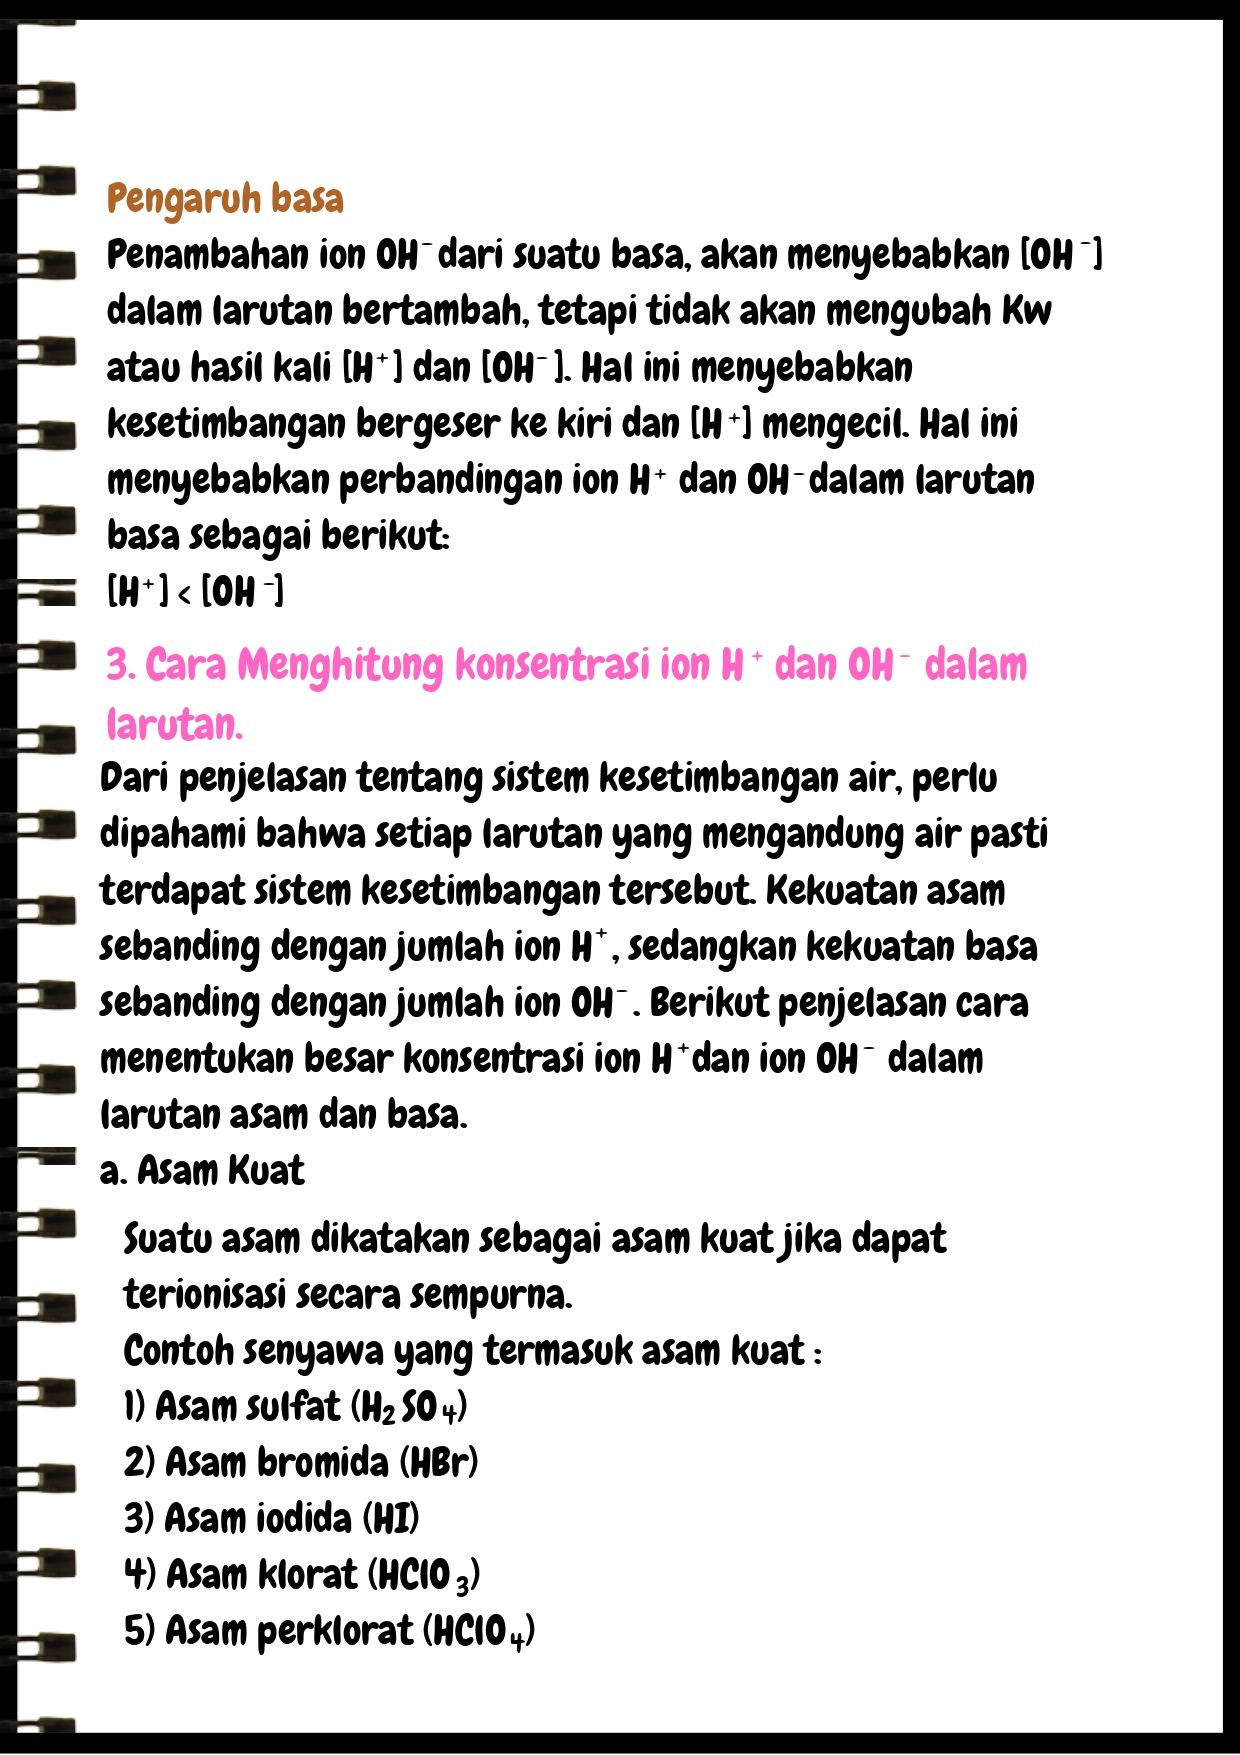 Pengaruh basa
Penambahan ion OH⁻ dari suatu basa, akan menyebabkan [OH⁻]
dalam larutan bertambah, tetapi tidak akan mengubah Kw
atau hasil kali [H⁺] dan [OH⁻]. Hal ini menyebabkan
kesetimbangan bergeser ke kiri dan [H⁺] mengecil. Hal ini
menyebabkan perbandingan ion H⁺ dan OH⁻ dalam larutan
basa sebagai berikut:
[H⁺] < [OH⁻]
3. Cara Menghitung konsentrasi ion H⁺ dan OH⁻ dalam
larutan.
Dari penjelasan tentang sistem kesetimbangan air, perlu
dipahami bahwa setiap larutan yang mengandung air pasti
terdapat sistem kesetimbangan tersebut. Kekuatan asam
sebanding dengan jumlah ion H⁺, sedangkan kekuatan basa
sebanding dengan jumlah ion OH⁻. Berikut penjelasan cara
menentukan besar konsentrasi ion H⁺ dan ion OH⁻ dalam
larutan asam dan basa.
a. Asam Kuat
Suatu asam dikatakan sebagai asam kuat jika dapat
terionisasi secara sempurna.
Contoh senyawa yang termasuk asam kuat :
1) Asam sulfat (H₂SO₄)
2) Asam bromida (HBr)
3) Asam iodida (HI)
4) Asam klorat (HClO₃)
5) Asam perklorat (HClO₄)